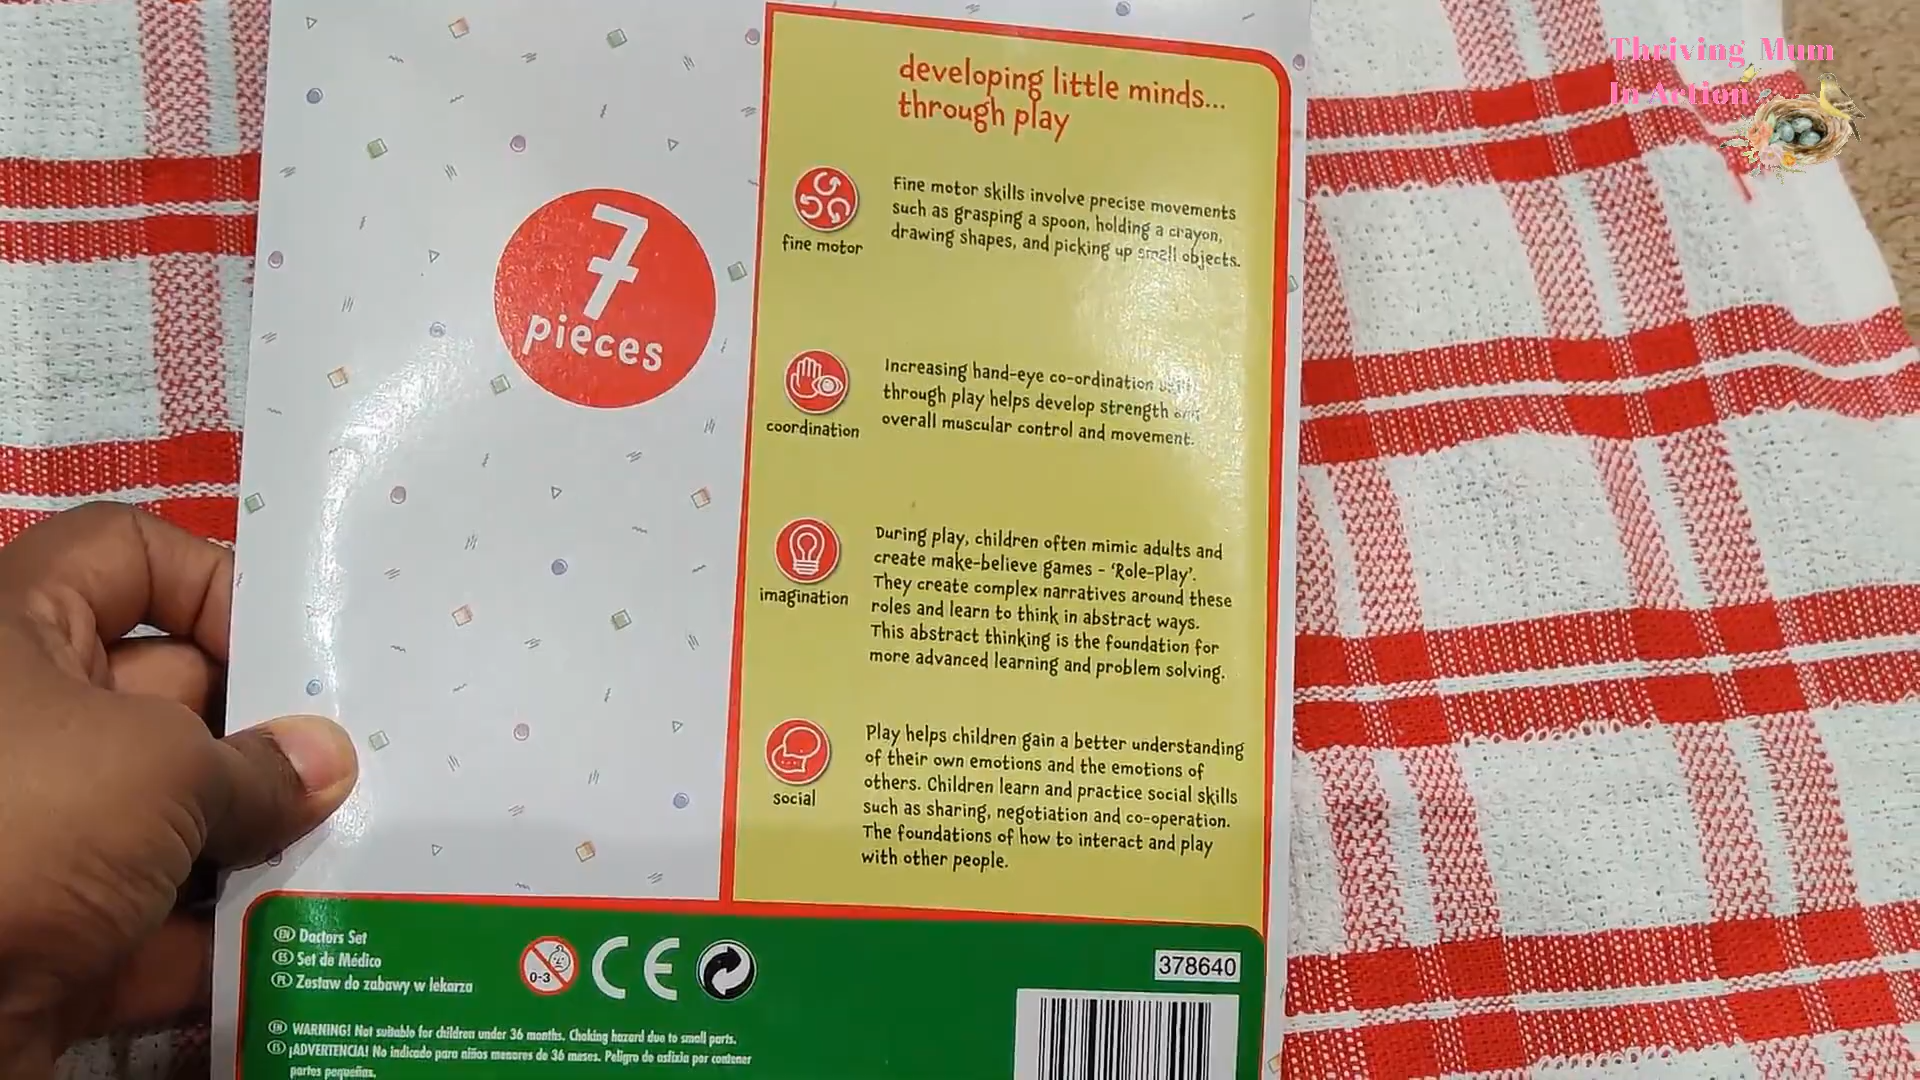 Thriving Mum
In Action
developing little minds...
through play
7
pieces
fine motor
Fine motor skills involve precise movements
such as grasping a spoon, holding a crayon,
drawing shapes, and picking up small objects.
coordination
Increasing hand-eye co-ordination
through play helps develop strength
overall muscular control and movement.
imagination
During play, children often mimic adults and
create make-believe games - 'Role-Play'.
They create complex narratives around these
roles and learn to think in abstract ways.
This abstract thinking is the foundation for
more advanced learning and problem solving.
social
Play helps children gain a better understanding
of their own emotions and the emotions of
others. Children learn and practice social skills
such as sharing, negotiation and co-operation.
The foundations of how to interact and play
with other people.
EN Doctors Set
ES Set de Médico
PL Zestaw do zabawy w lekarza
0-3
CE
378640
EN WARNING! Not suitable for children under 36 months. Choking hazard due to small parts.
ES ¡ADVERTENCIA! No indicado para niños menores de 36 meses. Peligro de asfixia por contener
partes pequeñas.